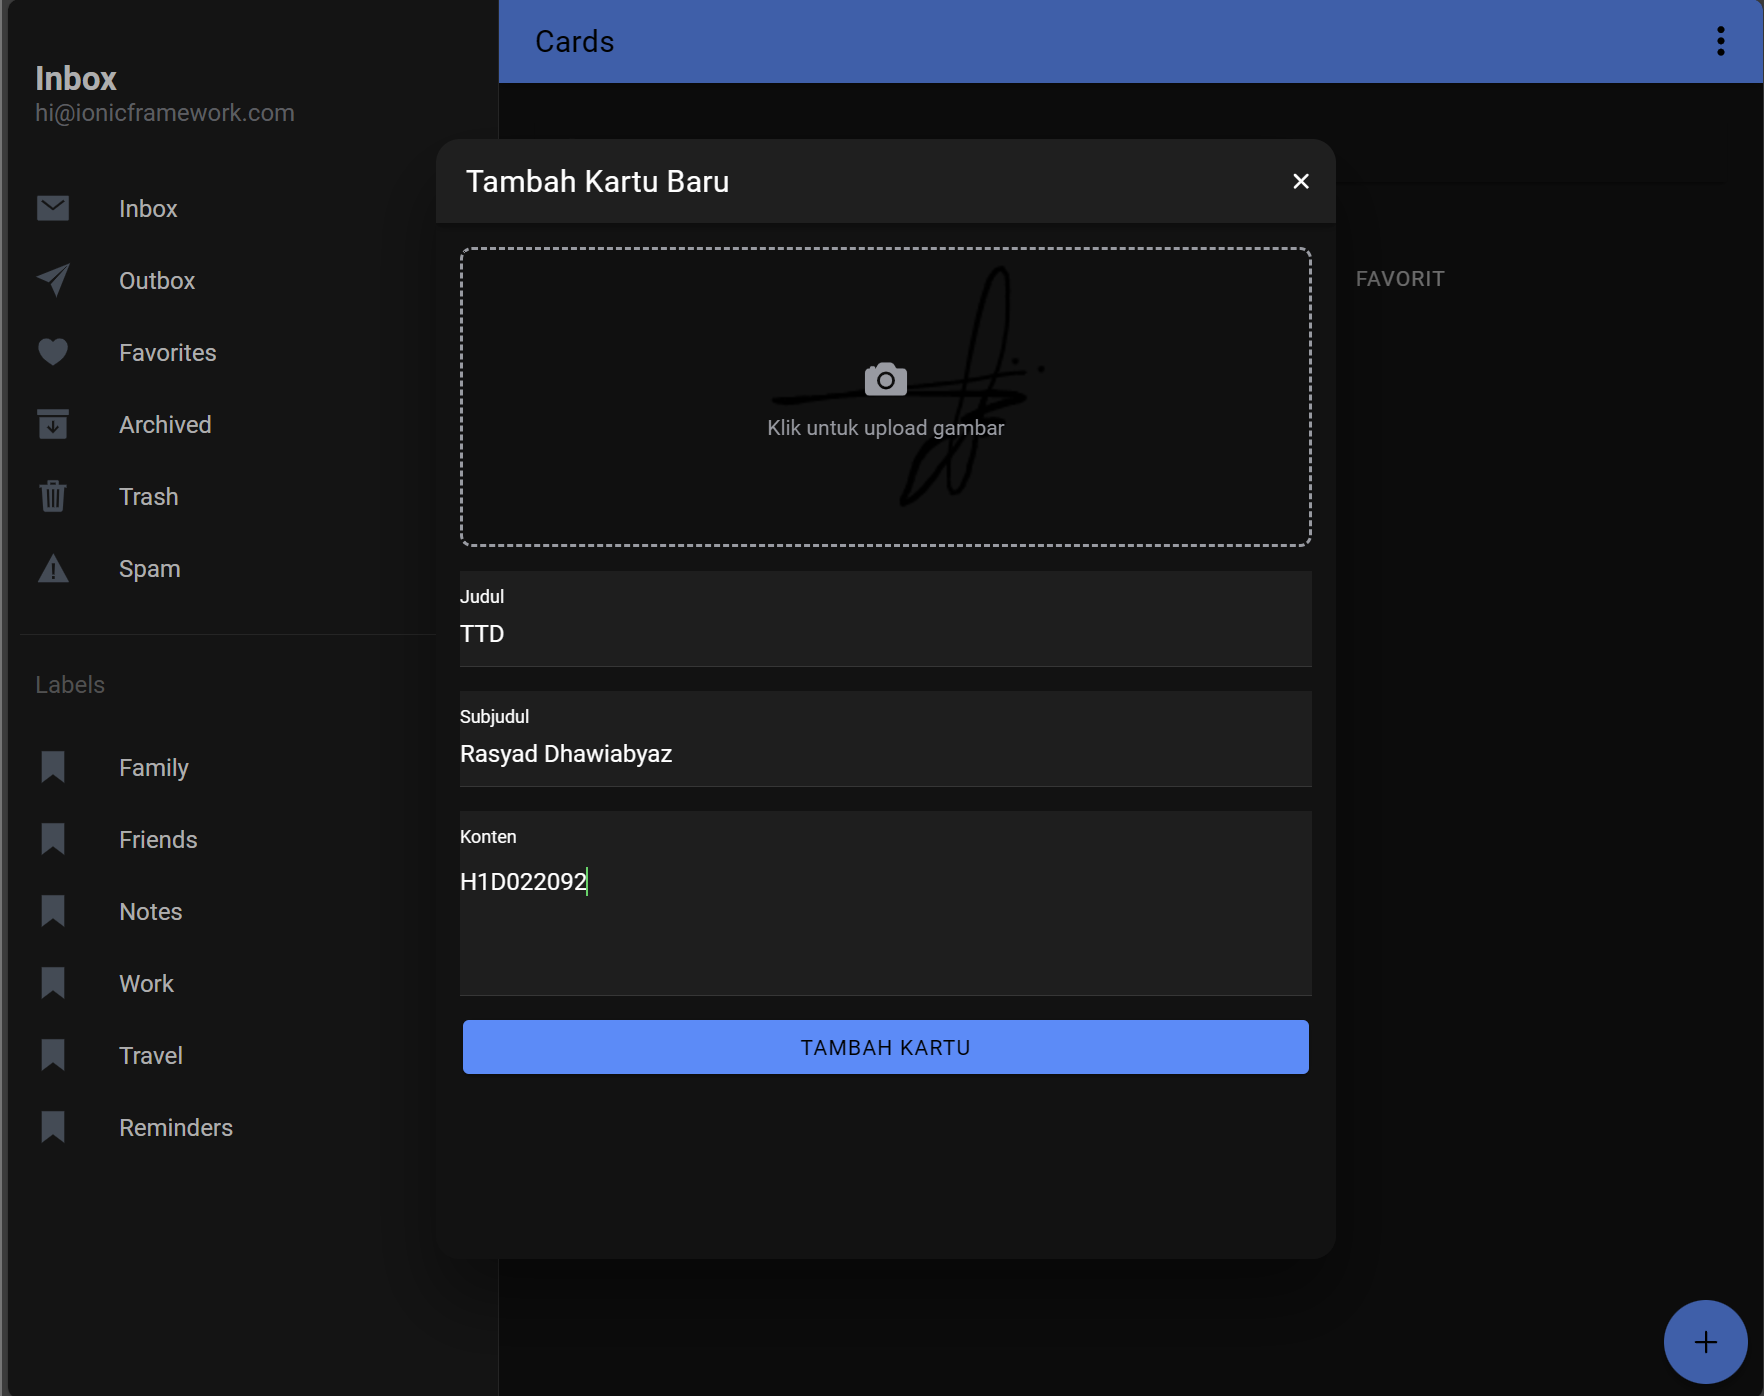 Inbox
hi@ionicframework.com
Inbox
Outbox
Favorites
Archived
Trash
Spam
Labels
Family
Friends
Notes
Work
Travel
Reminders
Cards
FAVORIT
Tambah Kartu Baru
Klik untuk upload gambar
Judul
TTD
Subjudul
Rasyad Dhawiabyaz
Konten
H1D022092
TAMBAH KARTU